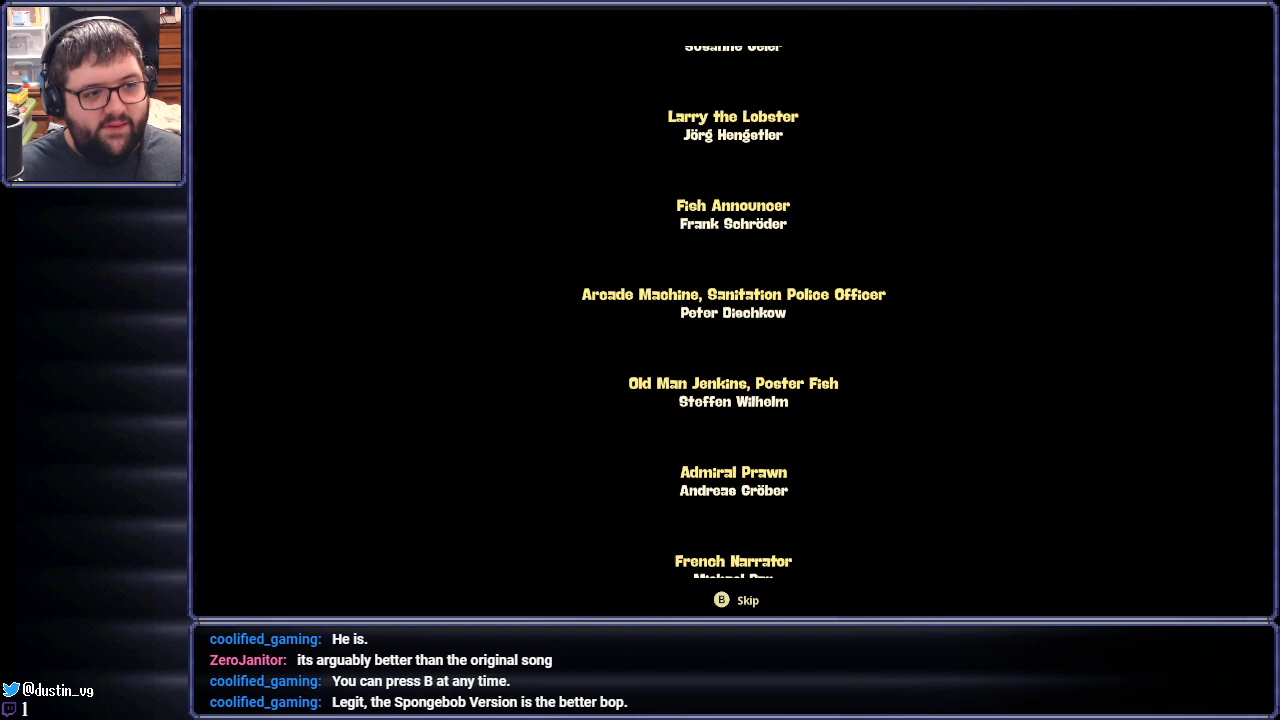 Larry the Lobster
Jörg Hengstler
Fish Announcer
Frank Schröder
Arcade Machine, Sanitation Police Officer
Peter Dischkow
Old Man Jenkins, Poster Fish
Steffen Wilhelm
Admiral Prawn
Andreas Gröber
French Narrator
B Skip
coolified_gaming: He is.
ZeroJanitor: its arguably better than the original song
coolified_gaming: You can press B at any time.
coolified_gaming: Legit, the Spongebob Version is the better bop.
@dustin_vg
1